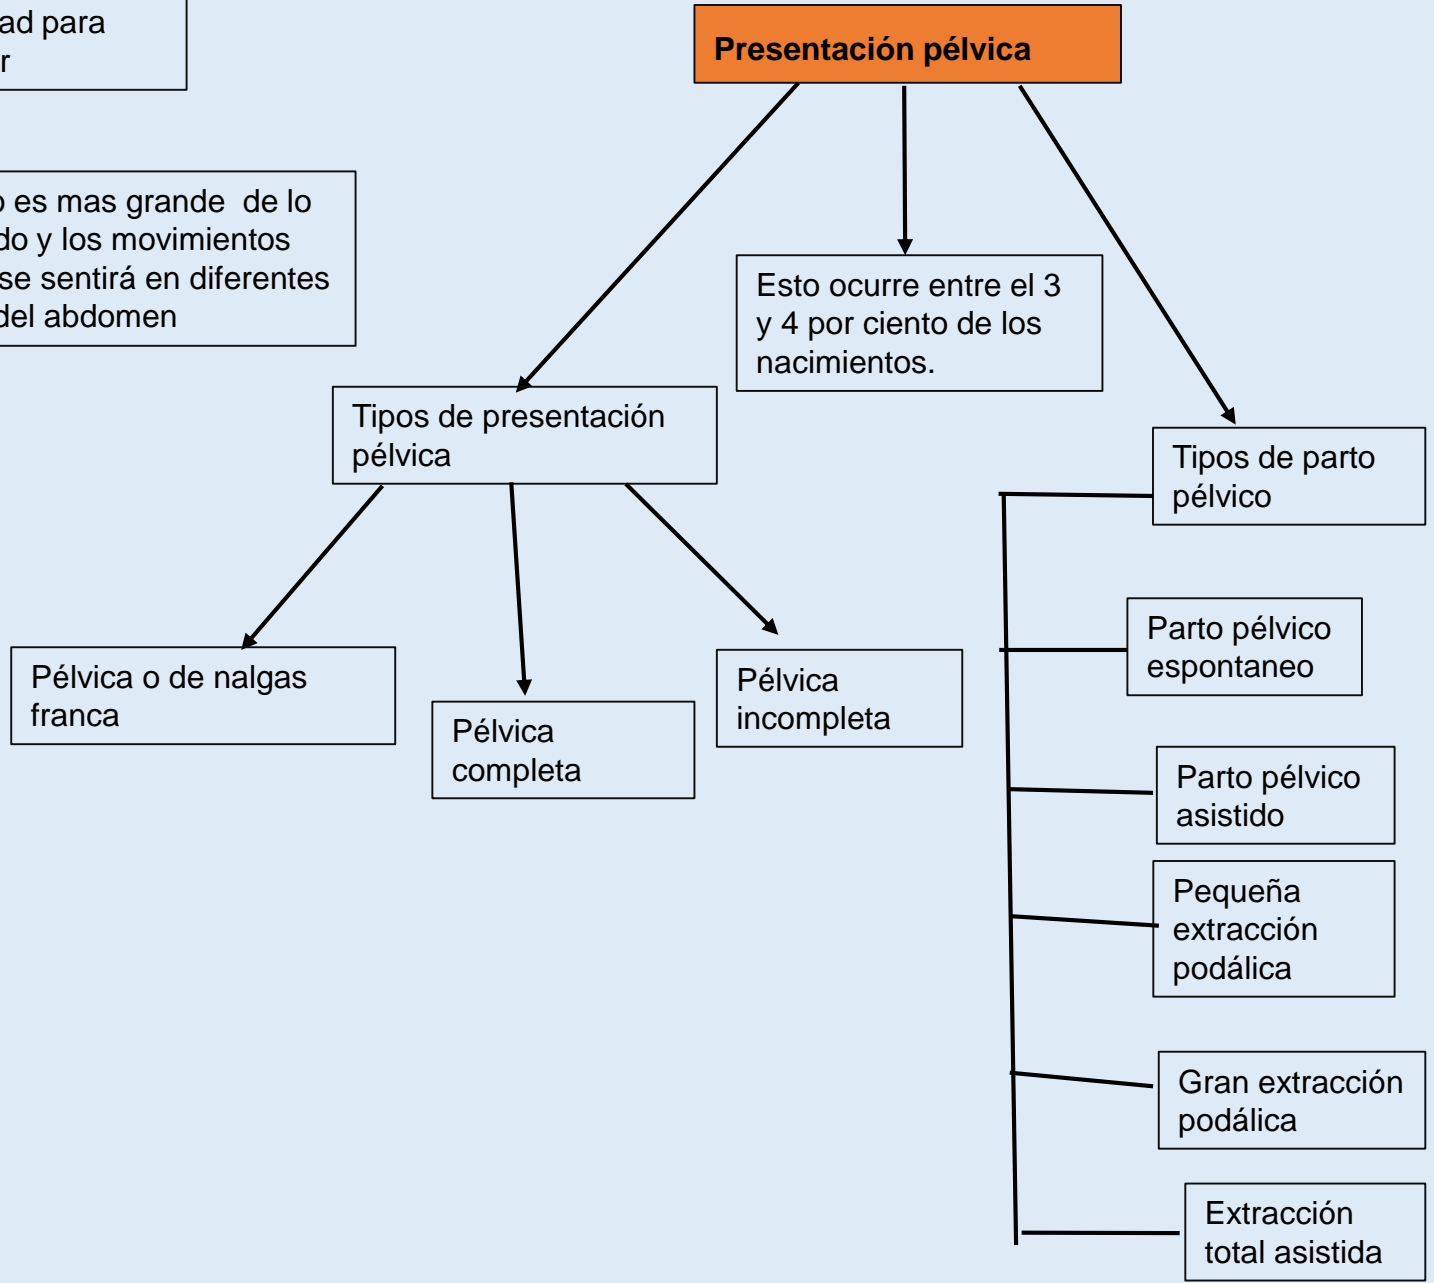 ad para
r
Presentación pélvica
o es mas grande  de lo
do y los movimientos
se sentirá en diferentes
del abdomen
Esto ocurre entre el 3
y 4 por ciento de los
nacimientos.
Tipos de presentación
pélvica
Tipos de parto
pélvico
Pélvica o de nalgas
franca
Pélvica
completa
Pélvica
incompleta
Parto pélvico
espontaneo
Parto pélvico
asistido
Pequeña
extracción
podálica
Gran extracción
podálica
Extracción
total asistida